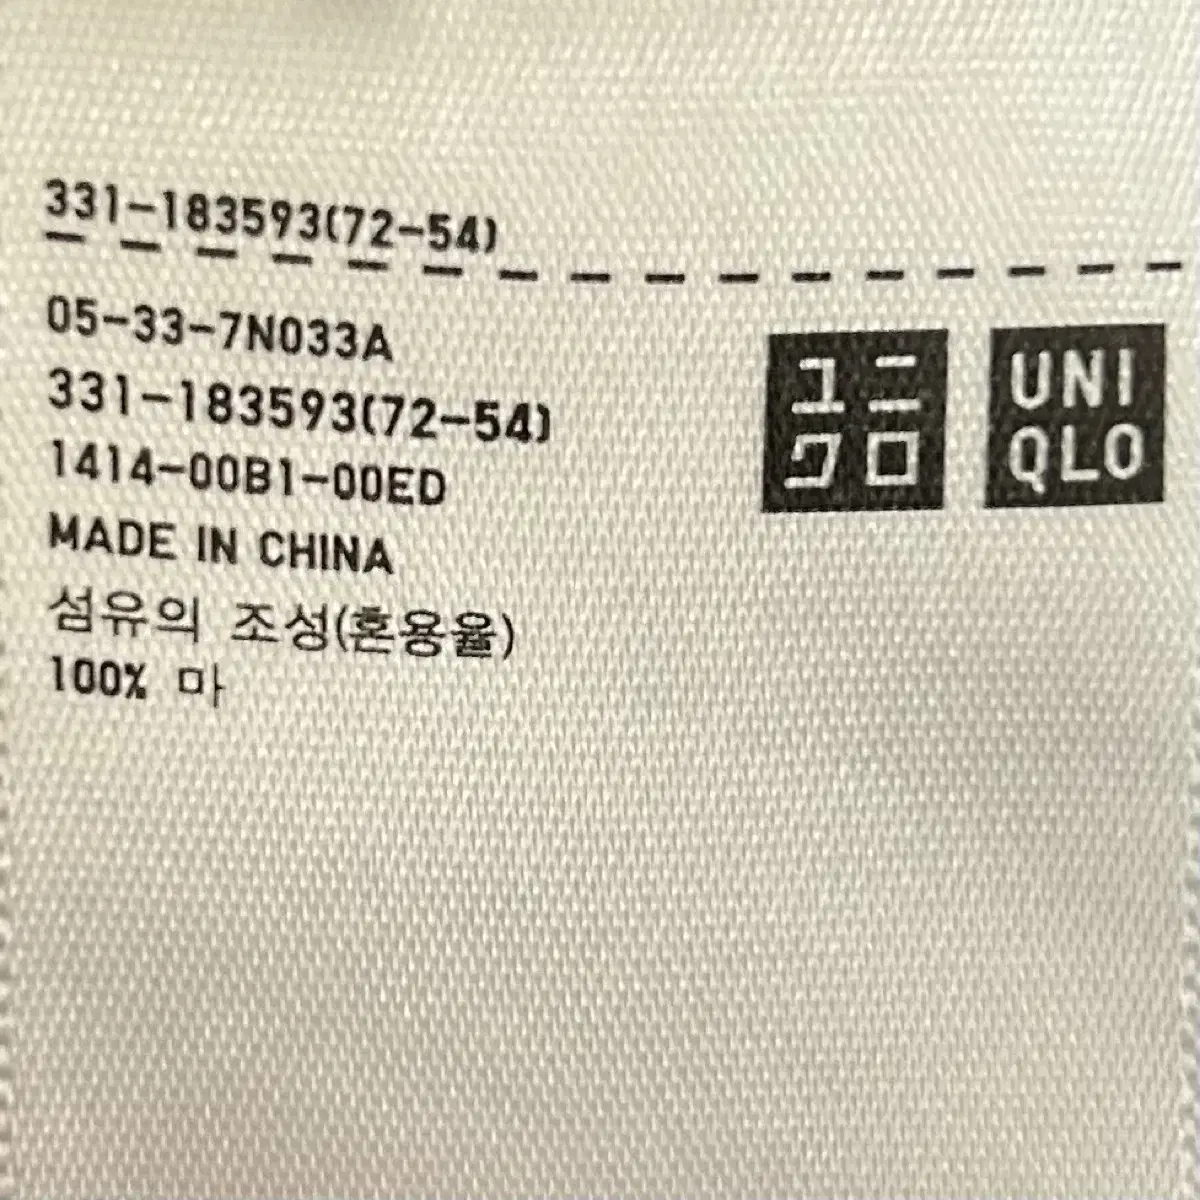 331-183593(72-54)
05-33-7N033A
331-183593(72-54)
1414-00B1-00ED
MADE IN CHINA
섬유의 조성(혼용율)
100% 마
ユニ
クロ
UNI
QLO